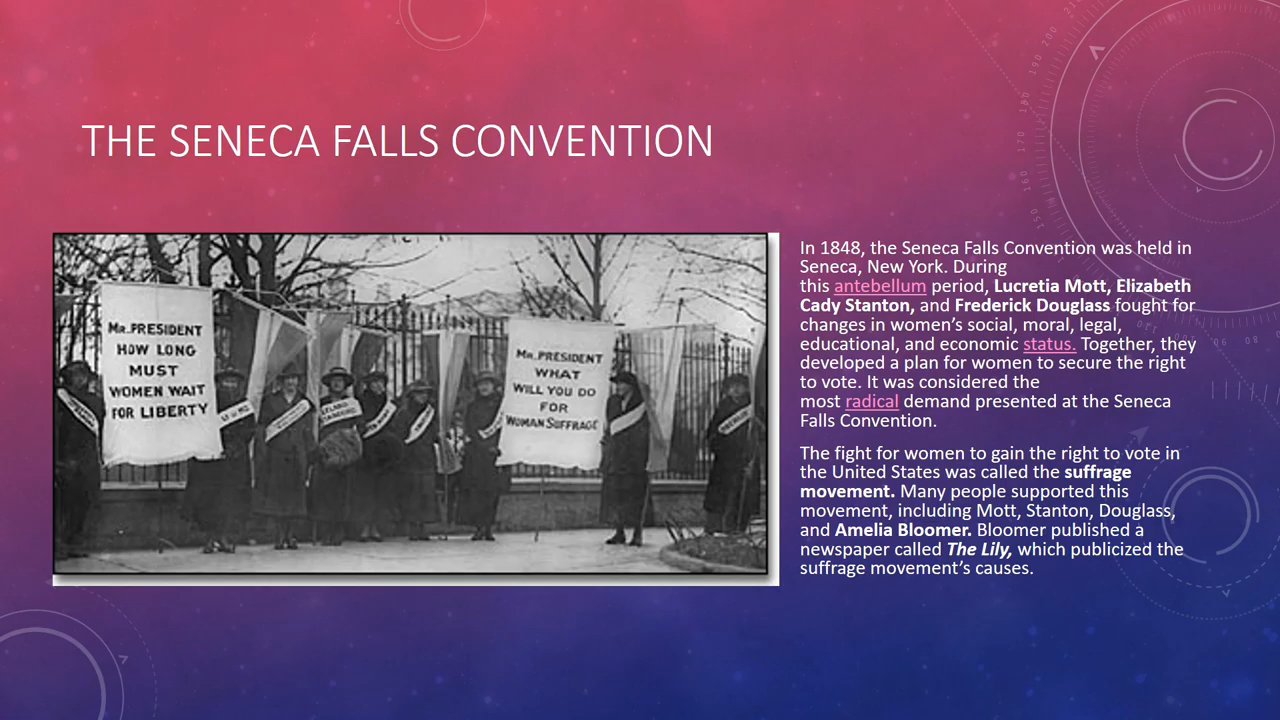 THE SENECA FALLS CONVENTION
MR. PRESIDENT
HOW LONG
MUST
WOMEN WAIT
FOR LIBERTY
MR. PRESIDENT
WHAT
WILL YOU DO
FOR
WOMAN SUFFRAGE
In 1848, the Seneca Falls Convention was held in
Seneca, New York. During
this antebellum period, Lucretia Mott, Elizabeth
Cady Stanton, and Frederick Douglass fought for
changes in women’s social, moral, legal,
educational, and economic status. Together, they
developed a plan for women to secure the right
to vote. It was considered the
most radical demand presented at the Seneca
Falls Convention.
The fight for women to gain the right to vote in
the United States was called the suffrage
movement. Many people supported this
movement, including Mott, Stanton, Douglass,
and Amelia Bloomer. Bloomer published a
newspaper called The Lily, which publicized the
suffrage movement’s causes.